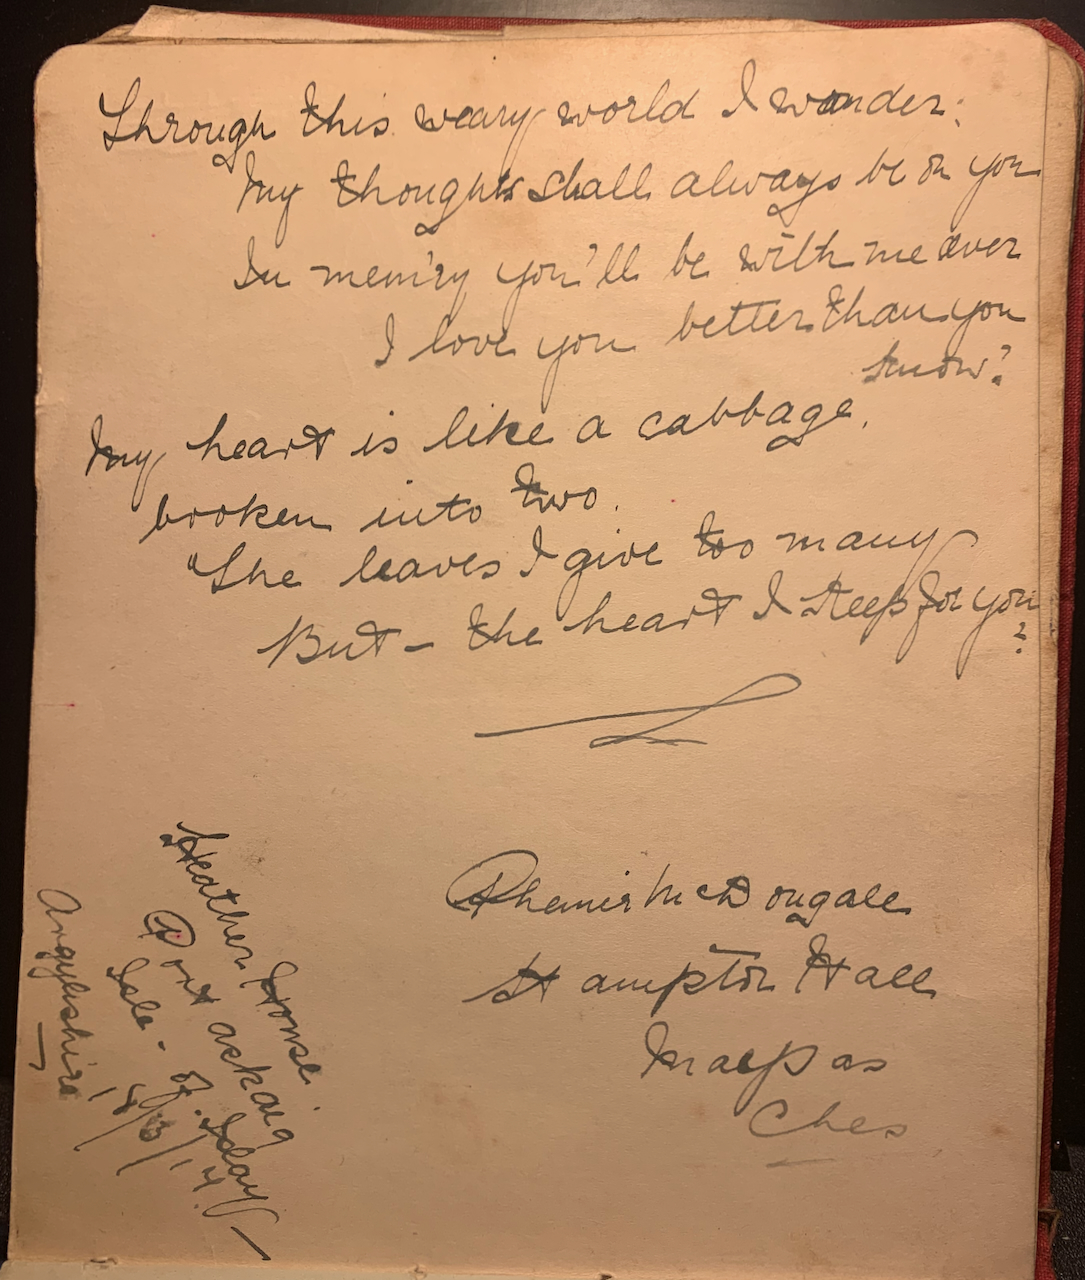 Through this weary world I wander:
My thoughts shall always be on you
In mem'ry you'll be with me ever
I love you better than you
know?
My heart is like a cabbage,
broken into two.
The leaves I give too many
But - the heart I keep for you
?
McDougall
Hampton Hall
Malpas
Ches
Heather House.
Port askaig
Isle - of. Islay -
Argyleshire
18/3/14.